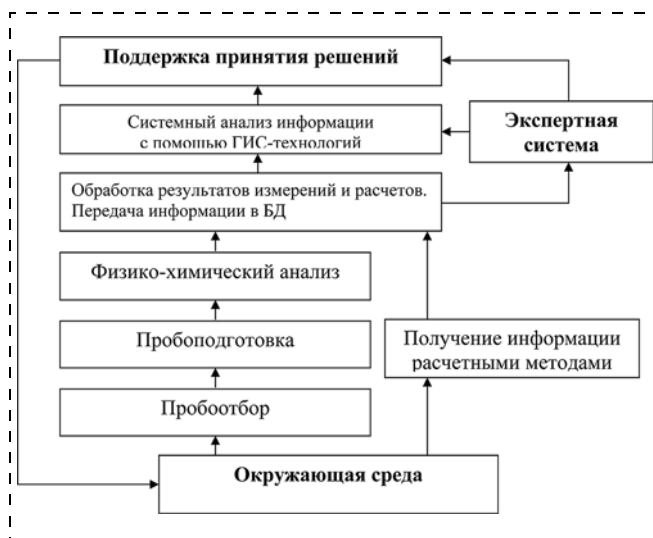 Поддержка принятия решений
Системный анализ информации
с помощью ГИС-технологий
Экспертная
система
Обработка результатов измерений и расчетов.
Передача информации в БД
Физико-химический анализ
Пробоподготовка
Получение информации
расчетными методами
Пробоотбор
Окружающая среда